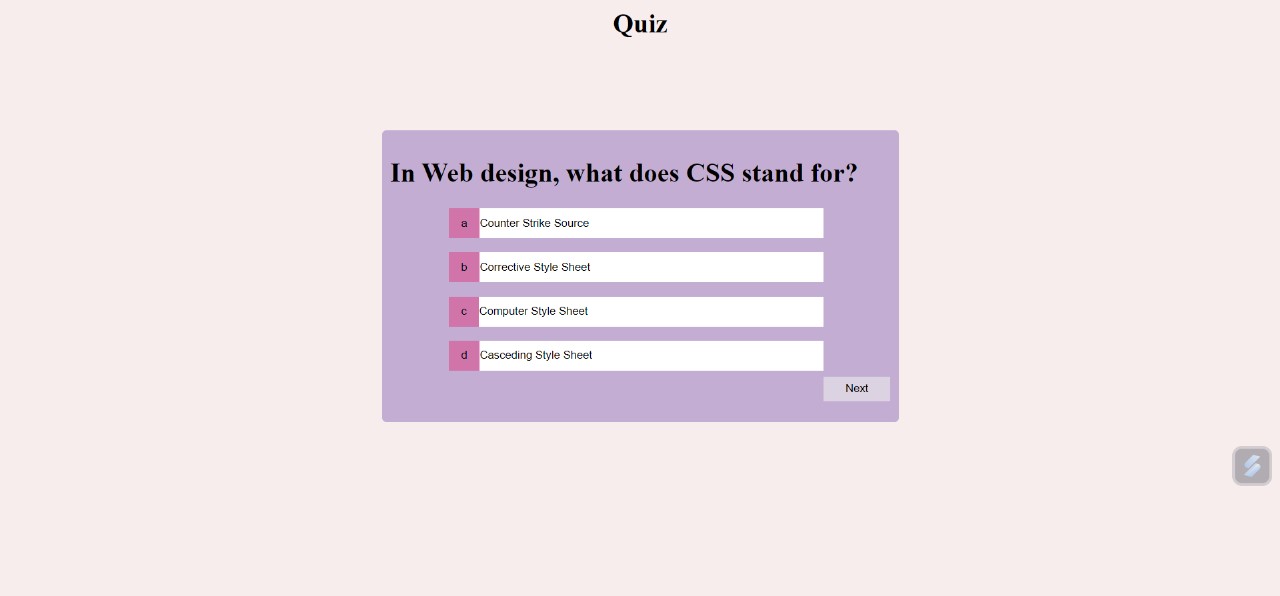 Quiz
In Web design, what does CSS stand for?
a Counter Strike Source
b Corrective Style Sheet
c Computer Style Sheet
d Casceding Style Sheet
Next